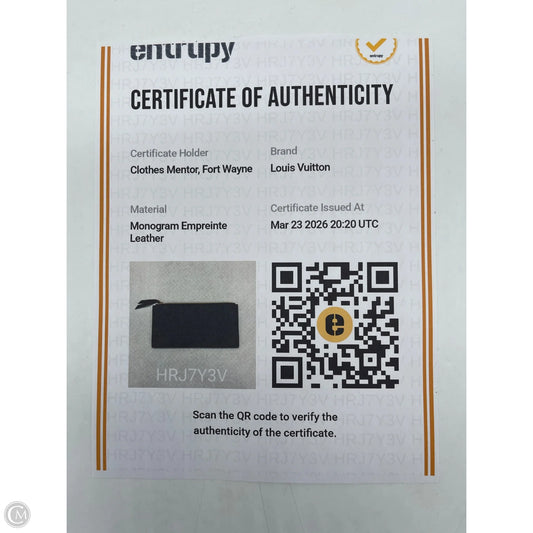 entrupy
entrupy
CERTIFICATE OF AUTHENTICITY
Certificate Holder
Clothes Mentor, Fort Wayne
Brand
Louis Vuitton
Material
Monogram Empreinte
Leather
Certificate Issued At
Mar 23 2026 20:20 UTC
HRJ7Y3V
e
Scan the QR code to verify the
authenticity of the certificate.
CM